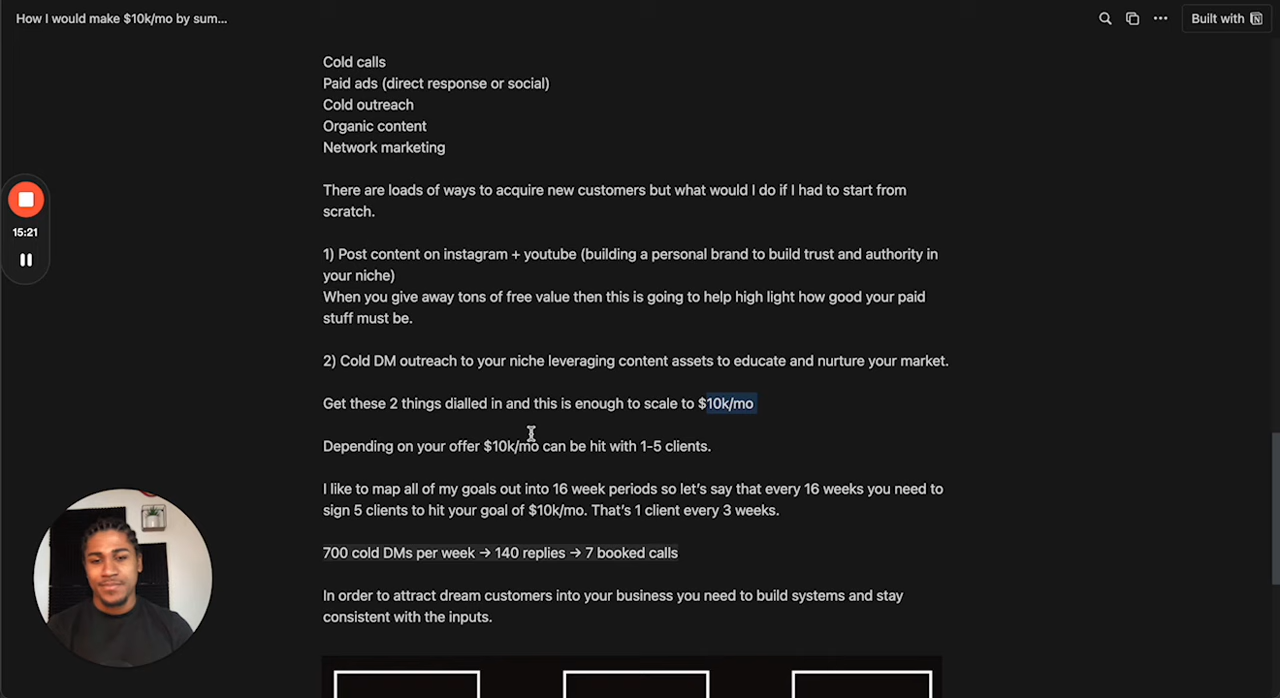 How I would make $10k/mo by sum...
Built with
Cold calls
Paid ads (direct response or social)
Cold outreach
Organic content
Network marketing
There are loads of ways to acquire new customers but what would I do if I had to start from
scratch.
1) Post content on instagram + youtube (building a personal brand to build trust and authority in
your niche)
When you give away tons of free value then this is going to help high light how good your paid
stuff must be.
2) Cold DM outreach to your niche leveraging content assets to educate and nurture your market.
Get these 2 things dialled in and this is enough to scale to $10k/mo
Depending on your offer $10k/mo can be hit with 1-5 clients.
I like to map all of my goals out into 16 week periods so let's say that every 16 weeks you need to
sign 5 clients to hit your goal of $10k/mo. That's 1 client every 3 weeks.
700 cold DMs per week → 140 replies → 7 booked calls
In order to attract dream customers into your business you need to build systems and stay
consistent with the inputs.
15:21